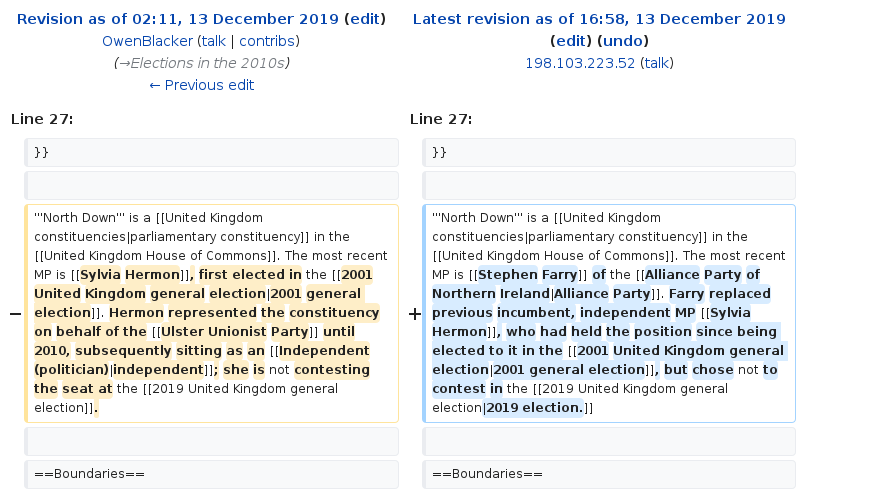 Revision as of 02:11, 13 December 2019 (edit)
OwenBlacker (talk | contribs)
(→Elections in the 2010s)
← Previous edit
Latest revision as of 16:58, 13 December 2019
(edit) (undo)
198.103.223.52 (talk)
Line 27:
Line 27:
}}
}}
−
'''North Down''' is a [[United Kingdom
constituencies|parliamentary constituency]] in the
[[United Kingdom House of Commons]]. The most recent
MP is [[Sylvia Hermon]], first elected in the [[2001
United Kingdom general election|2001 general
election]]. Hermon represented the constituency
on behalf of the [[Ulster Unionist Party]] until
2010, subsequently sitting as an [[Independent
(politician)|independent]]; she is not contesting
the seat at the [[2019 United Kingdom general
election]].
+
'''North Down''' is a [[United Kingdom
constituencies|parliamentary constituency]] in the
[[United Kingdom House of Commons]]. The most recent
MP is [[Stephen Farry]] of the [[Alliance Party of
Northern Ireland|Alliance Party]]. Farry replaced
previous incumbent, independent MP [[Sylvia
Hermon]], who had held the position since being
elected to it in the [[2001 United Kingdom general
election|2001 general election]], but chose not to
contest in the [[2019 United Kingdom general
election|2019 election.]]
==Boundaries==
==Boundaries==